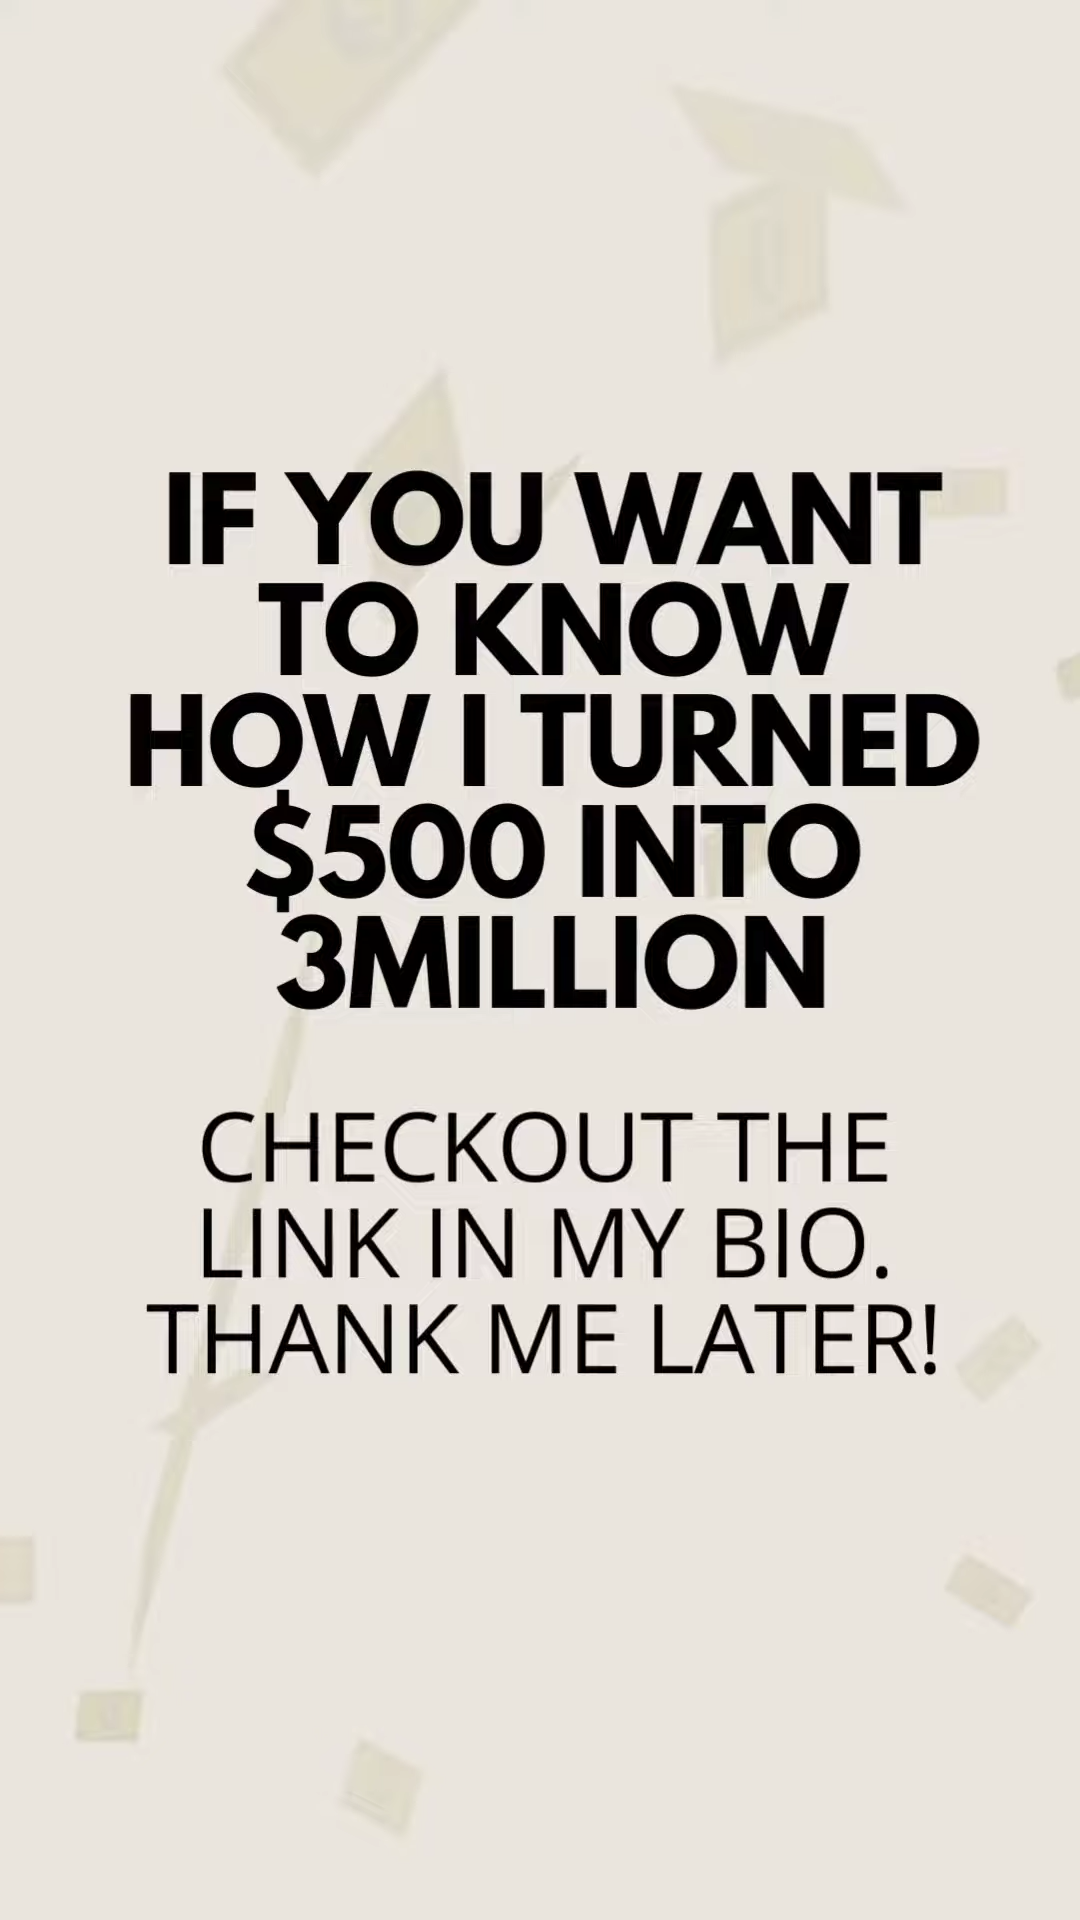 IF YOU WANT
TO KNOW
HOW I TURNED
$500 INTO
3MILLION
CHECKOUT THE
LINK IN MY BIO.
THANK ME LATER!